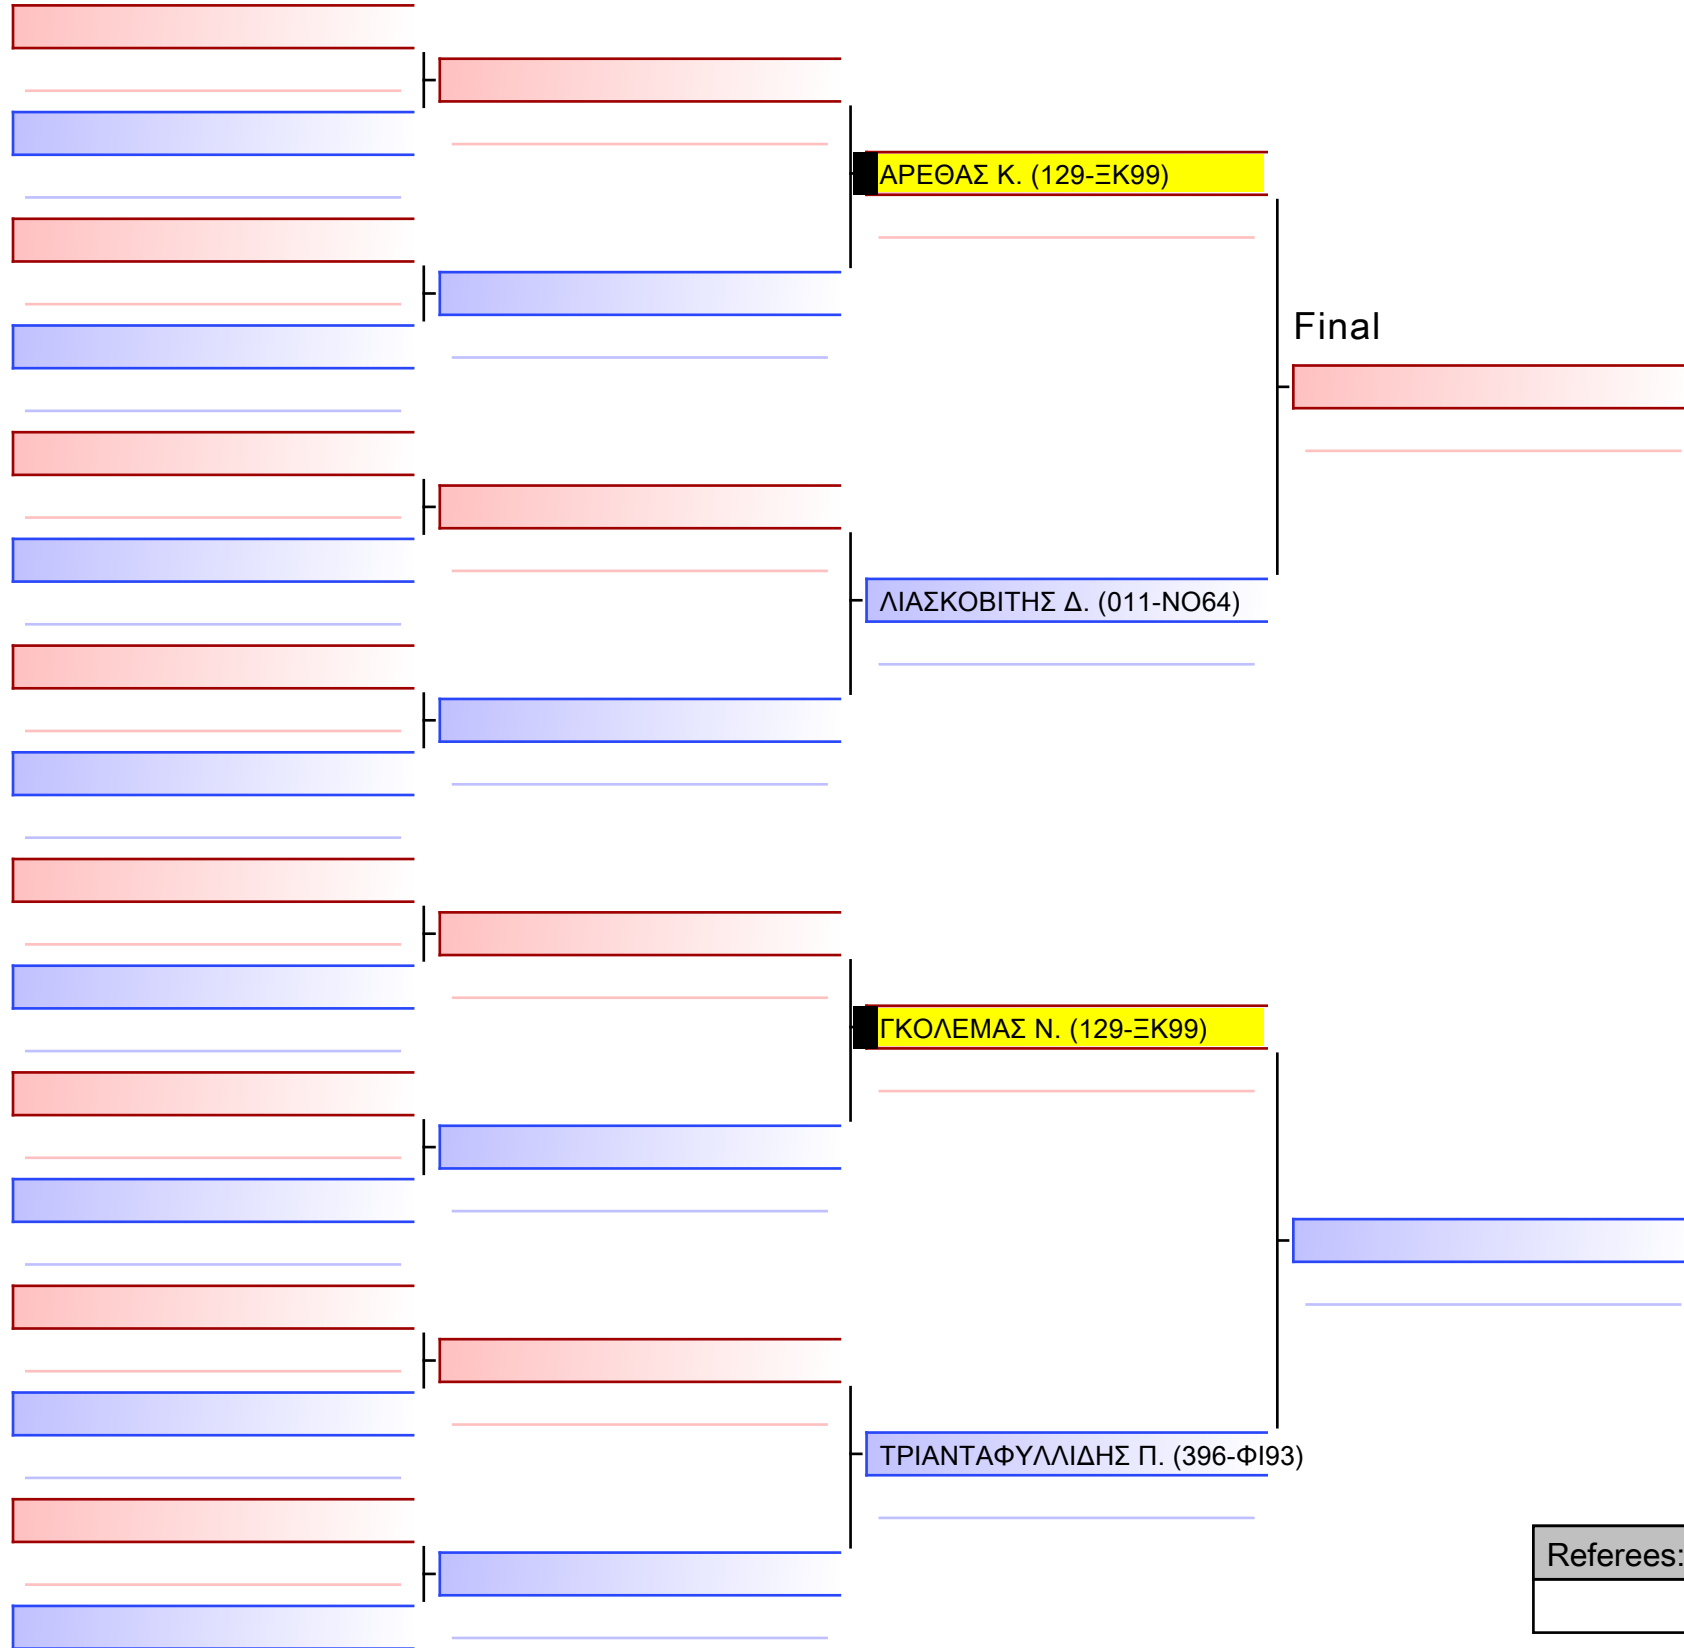 ΑΡΕΘΑΣ Κ. (129-ΞΚ99)
Final
ΛΙΑΣΚΟΒΙΤΗΣ Δ. (011-ΝΟ64)
ΓΚΟΛΕΜΑΣ Ν. (129-ΞΚ99)
ΤΡΙΑΝΤΑΦΥΛΛΙΔΗΣ Π. (396-ΦΙ93)
Referees: